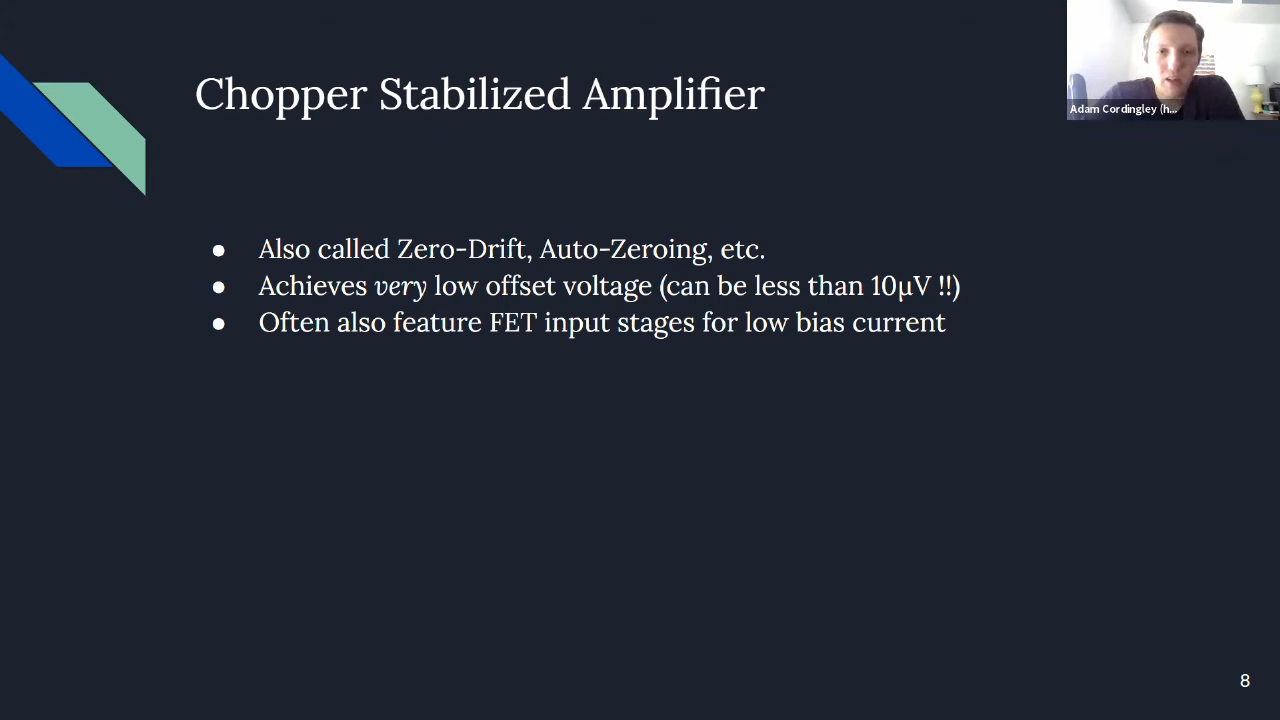 Chopper Stabilized Amplifier
Adam Cordingley (h...
● Also called Zero-Drift, Auto-Zeroing, etc.
● Achieves very low offset voltage (can be less than 10µV !!)
● Often also feature FET input stages for low bias current
8